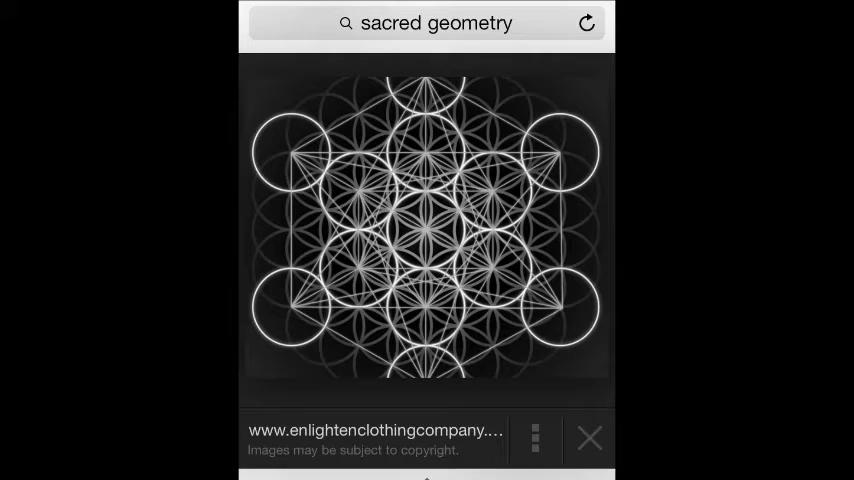 sacred geometry
www.enlightenclothingcompany....
Images may be subject to copyright.